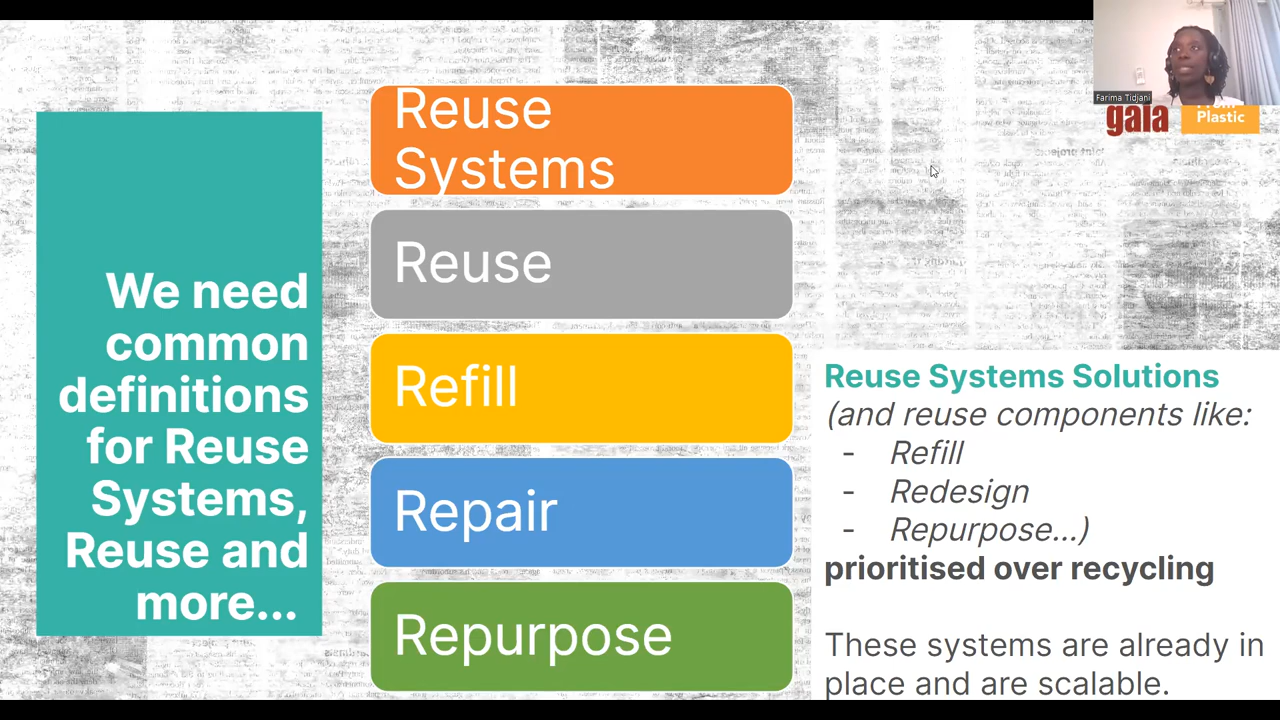 We need
common
definitions
for Reuse
Systems,
Reuse and
more...
Reuse
Systems
Reuse
Refill
Repair
Repurpose
Farima Tidjani
gaia
Plastic
Reuse Systems Solutions
(and reuse components like:
- Refill
- Redesign
- Repurpose...)
prioritised over recycling
These systems are already in
place and are scalable.